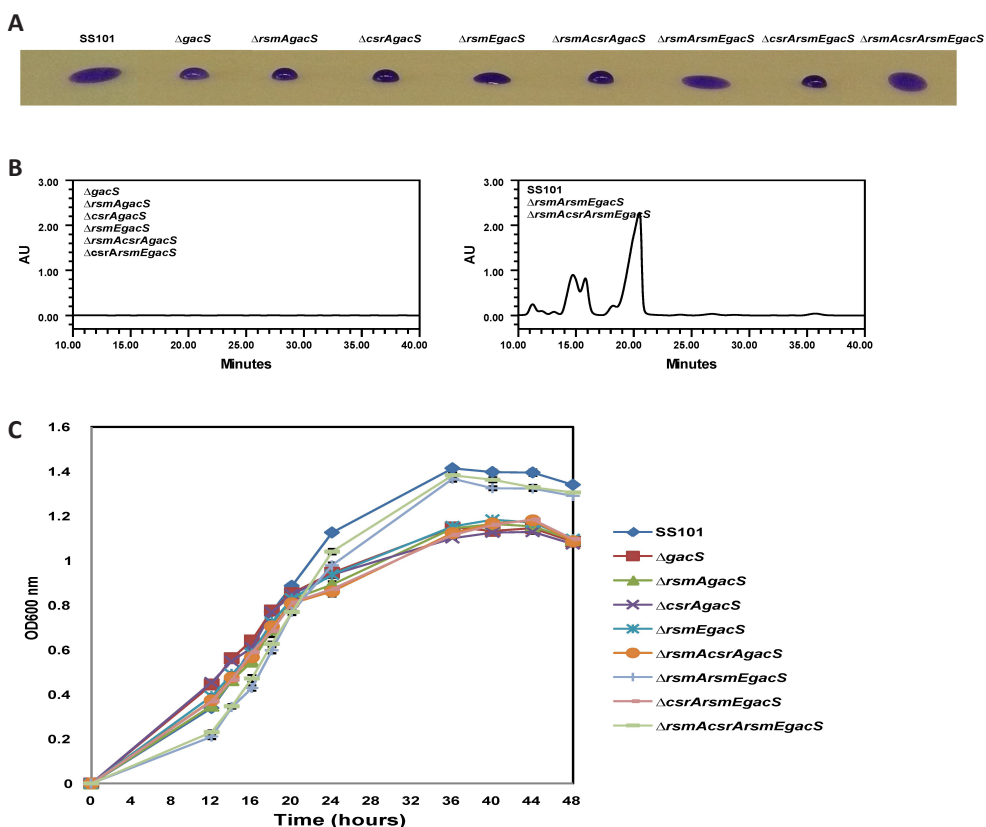 A
SS101 ΔgacS ΔrsmAgacS ΔcsrAgacS ΔrsmEgacS ΔrsmAcsrAgacS ΔrsmArsmEgacS ΔcsrArsmEgacS ΔrsmAcsrArsmEgacS
B
3.00
2.00
1.00
0.00
AU
ΔgacS
ΔrsmAgacS
ΔcsrAgacS
ΔrsmEgacS
ΔrsmAcsrAgacS
ΔcsrArsmEgacS
10.00 15.00 20.00 25.00 30.00 35.00 40.00
Minutes
3.00
2.00
1.00
0.00
AU
SS101
ΔrsmArsmEgacS
ΔrsmAcsrArsmEgacS
10.00 15.00 20.00 25.00 30.00 35.00 40.00
Minutes
C
1.6
1.4
1.2
1
0.8
0.6
0.4
0.2
0
OD600 nm
0 4 8 12 16 20 24 28 32 36 40 44 48
Time (hours)
SS101
ΔgacS
ΔrsmAgacS
ΔcsrAgacS
ΔrsmEgacS
ΔrsmAcsrAgacS
ΔrsmArsmEgacS
ΔcsrArsmEgacS
ΔrsmAcsrArsmEgacS